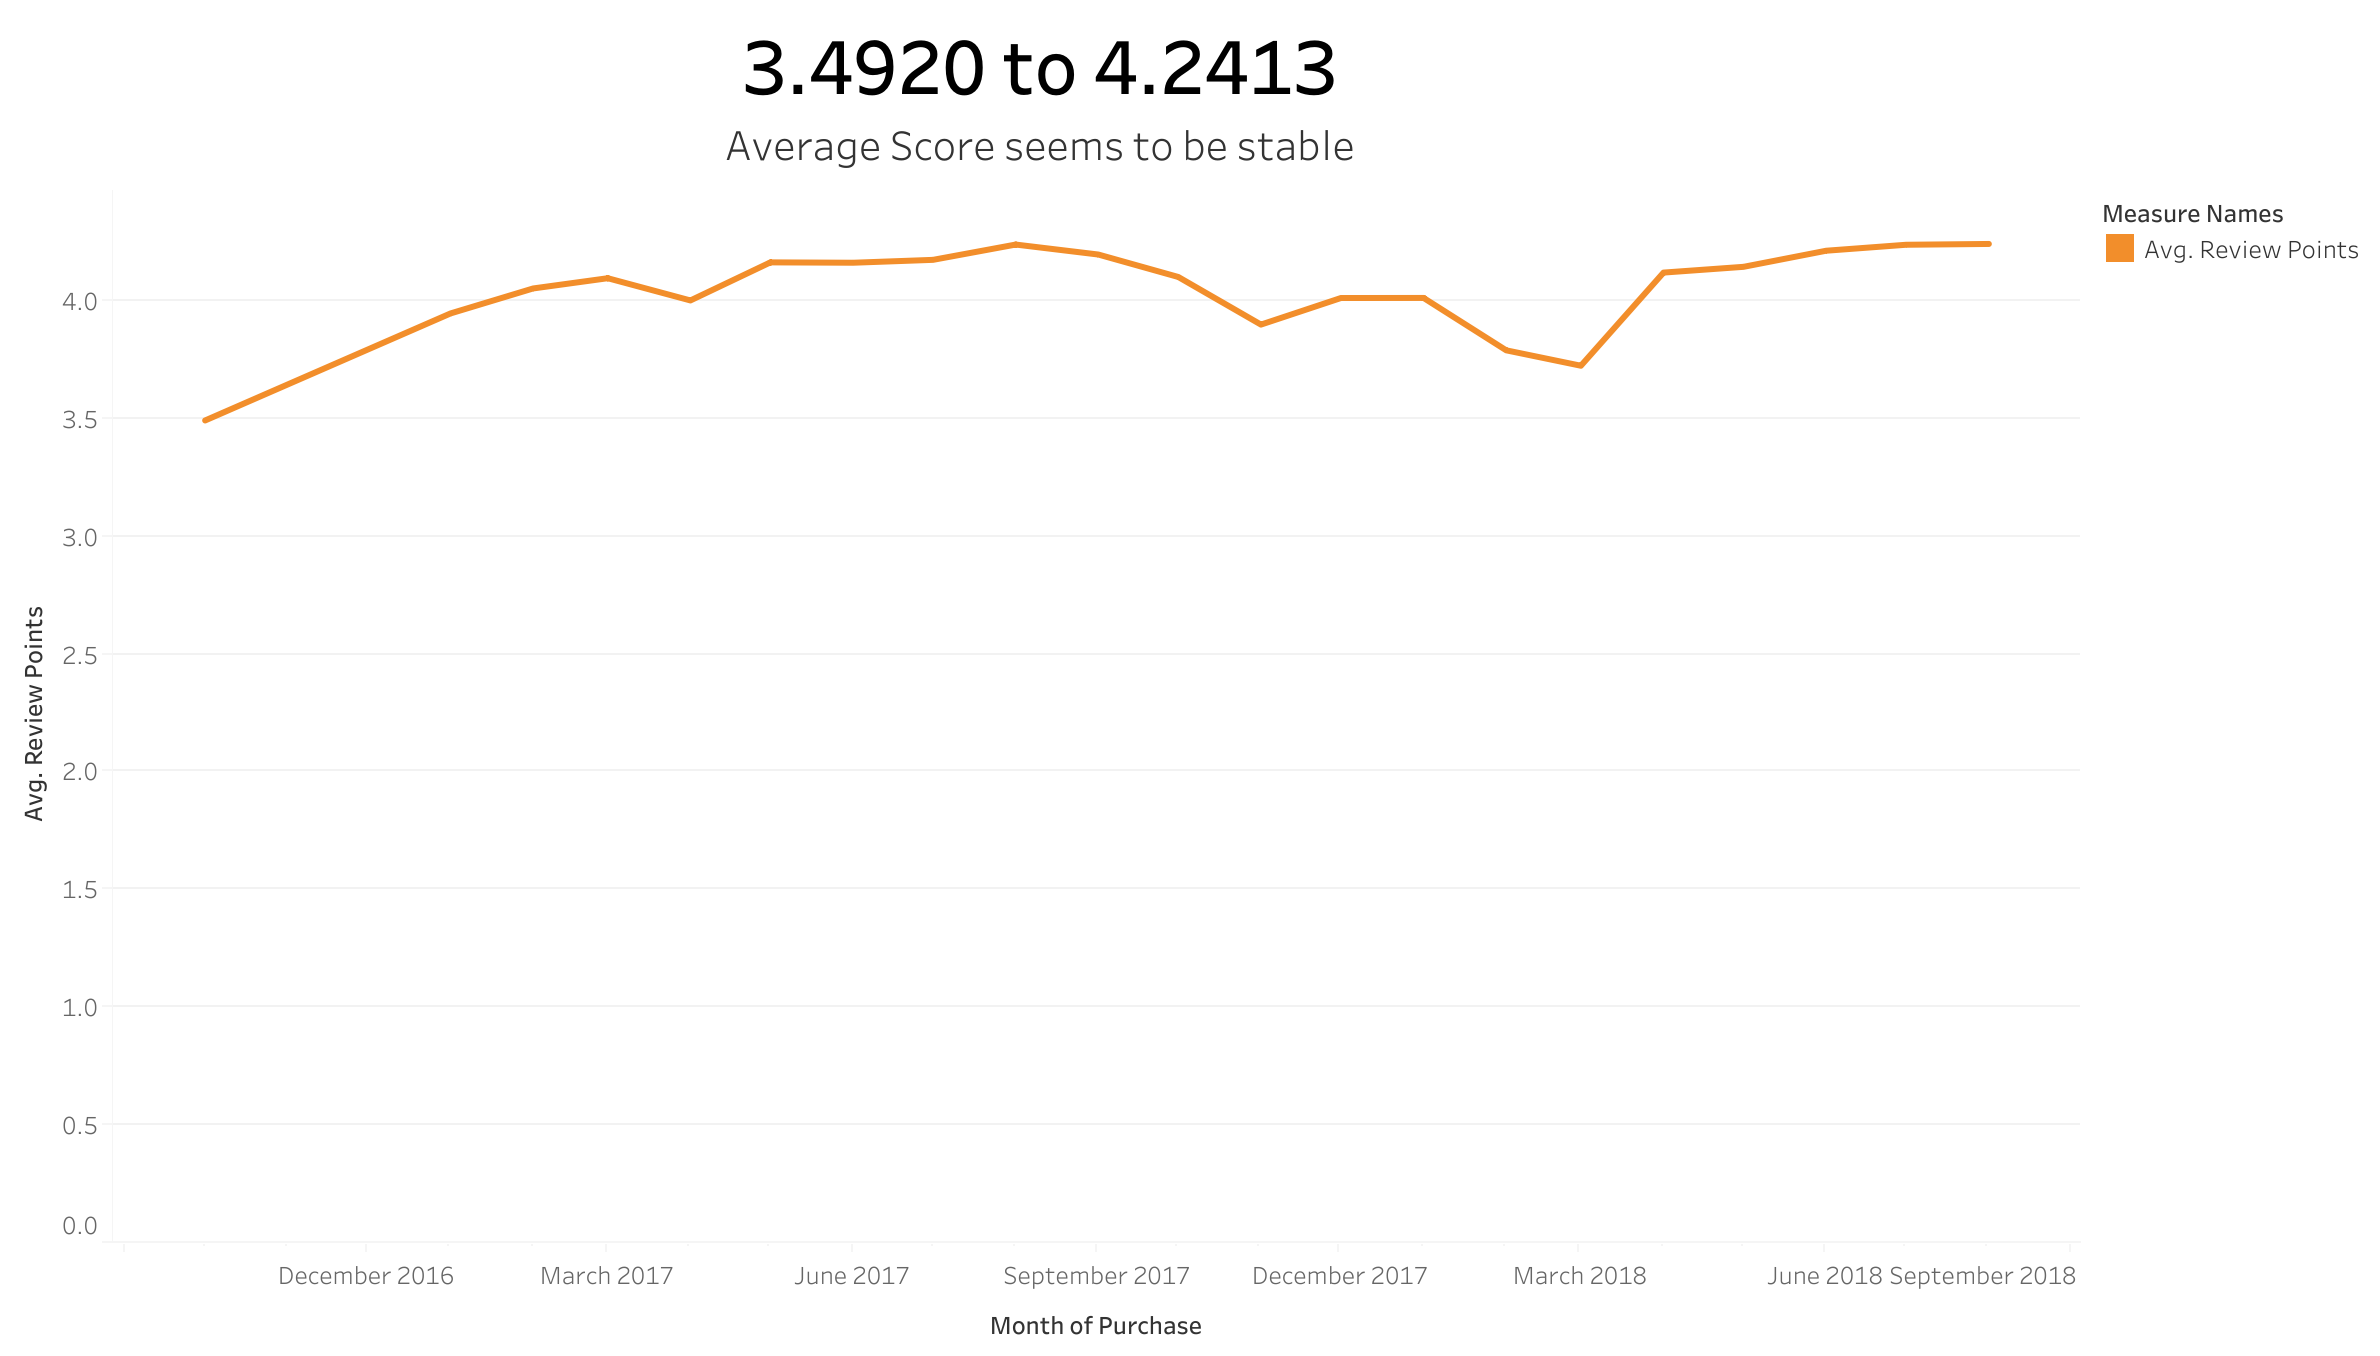 3.4920 to 4.2413
Average Score seems to be stable
Measure Names
Avg. Review Points
4.0
3.5
3.0
2.5
2.0
1.5
1.0
0.5
0.0
Avg. Review Points
December 2016
March 2017
June 2017
September 2017
December 2017
March 2018
June 2018
September 2018
Month of Purchase